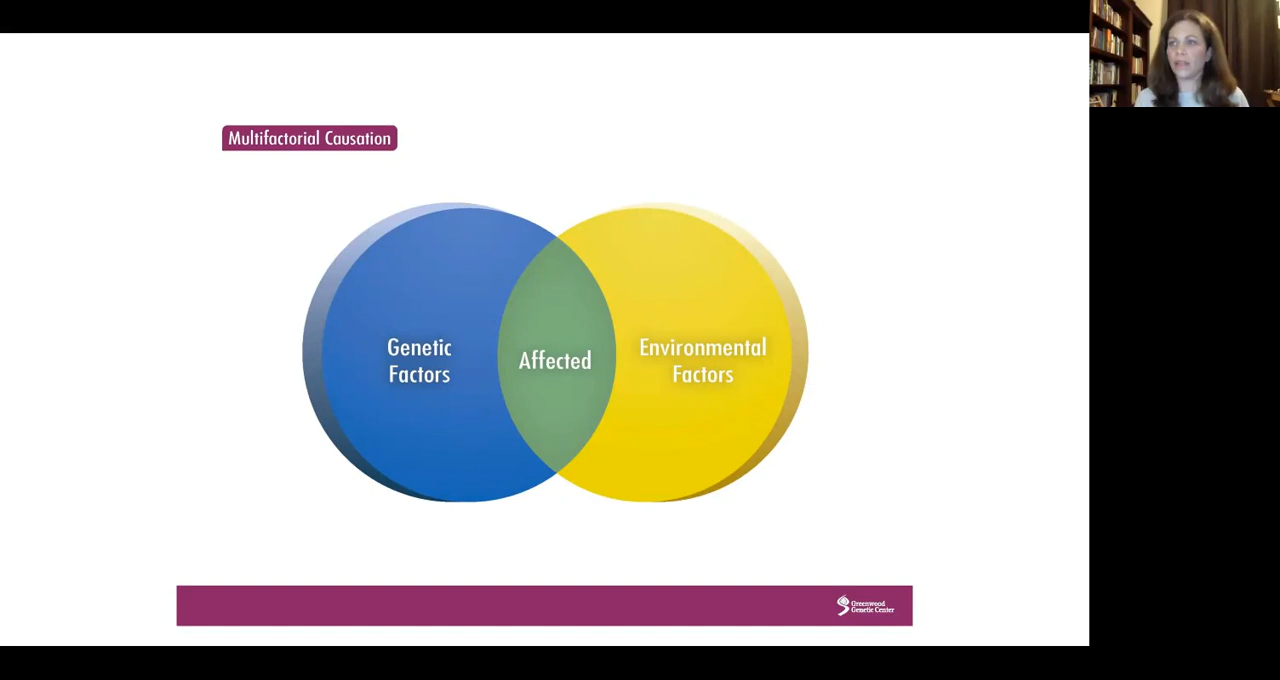 Multifactorial Causation
Genetic
Factors
Affected
Environmental
Factors
Greenwood
Genetic Center